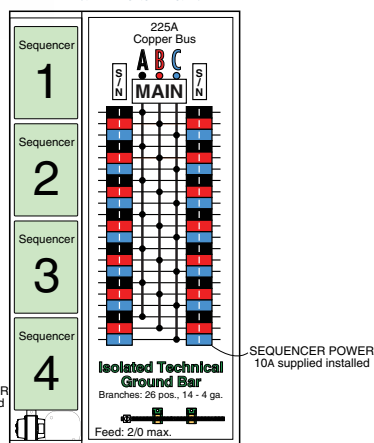 225A
Copper Bus
A B C
S/N
MAIN
S/N
Sequencer
1
Sequencer
2
Sequencer
3
Sequencer
4
SEQUENCER POWER
10A supplied installed
Isolated Technical
Ground Bar
Branches: 26 pos., 14 - 4 ga.
Feed: 2/0 max.